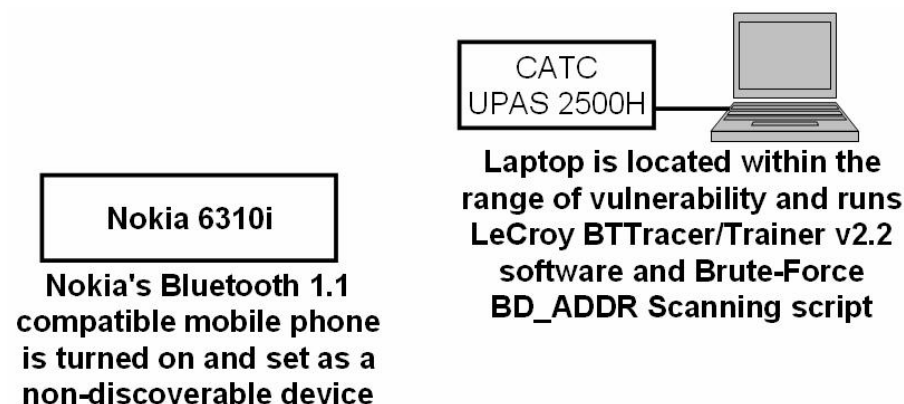 CATC
UPAS 2500H
Laptop is located within the
range of vulnerability and runs
LeCroy BTTracer/Trainer v2.2
software and Brute-Force
BD_ADDR Scanning script
Nokia 6310i
Nokia's Bluetooth 1.1
compatible mobile phone
is turned on and set as a
non-discoverable device